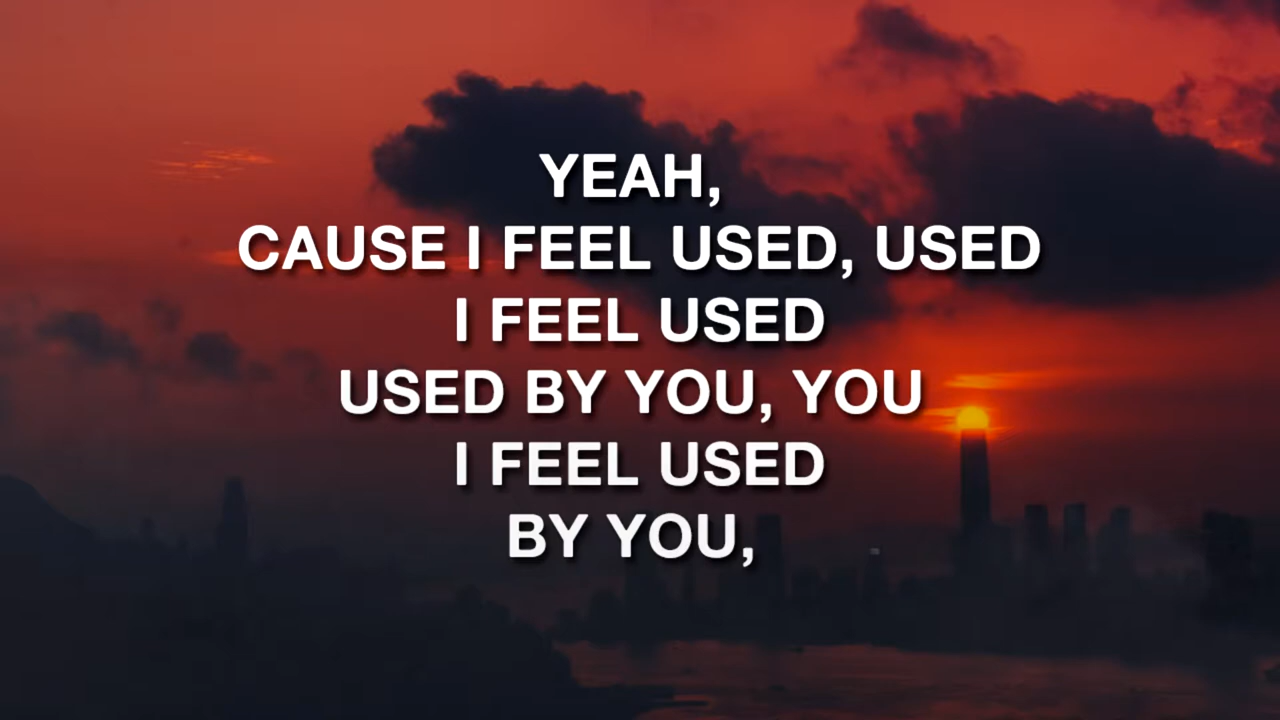 YEAH,
CAUSE I FEEL USED, USED
I FEEL USED
USED BY YOU, YOU
I FEEL USED
BY YOU,